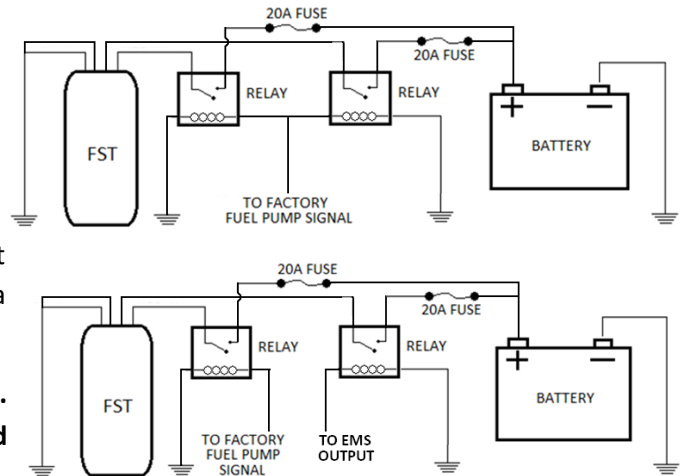 20A FUSE
20A FUSE
RELAY
RELAY
FST
+
−
BATTERY
TO FACTORY
FUEL PUMP SIGNAL
t
a
.
d
20A FUSE
20A FUSE
RELAY
RELAY
FST
+
−
BATTERY
TO FACTORY
FUEL PUMP
SIGNAL
TO EMS
OUTPUT